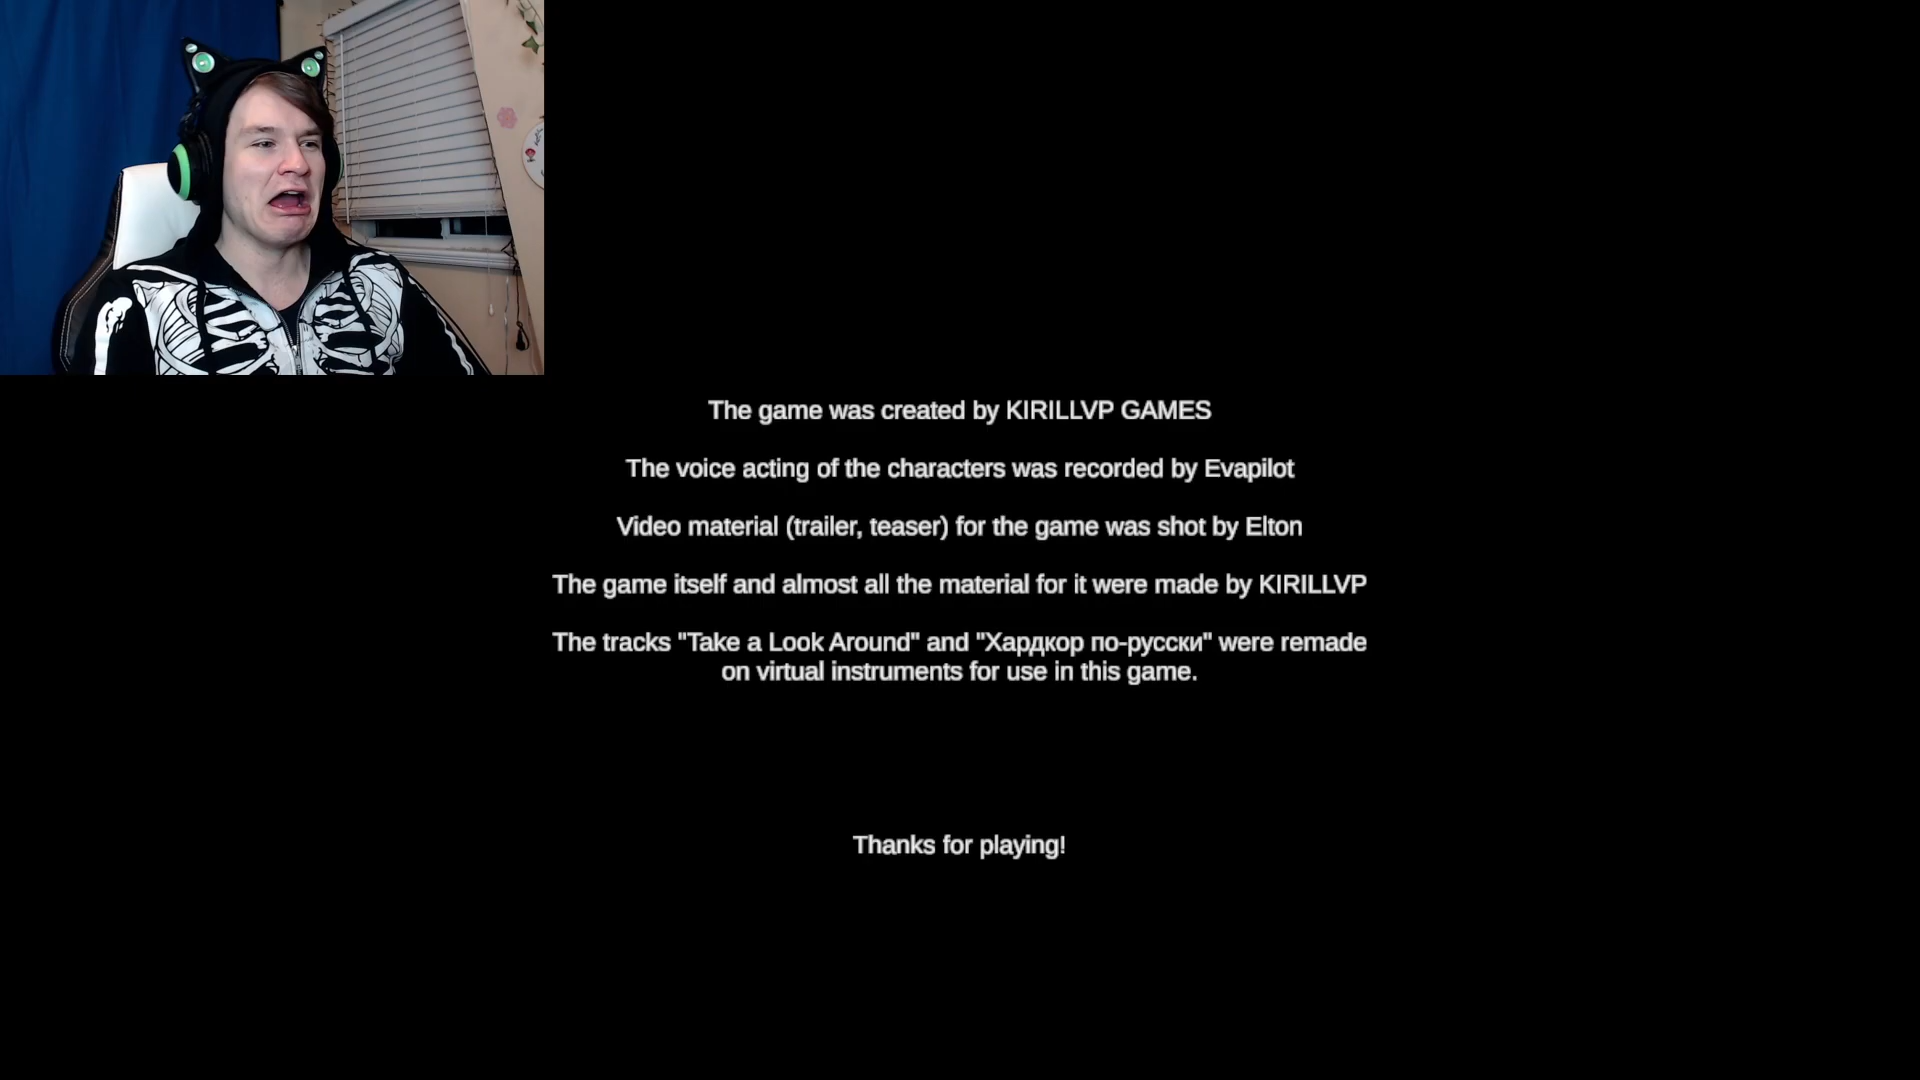 The game was created by KIRILLVP GAMES
The voice acting of the characters was recorded by Evapilot
Video material (trailer, teaser) for the game was shot by Elton
The game itself and almost all the material for it were made by KIRILLVP
The tracks "Take a Look Around" and "Хардкор по-русски" were remade
on virtual instruments for use in this game.
Thanks for playing!